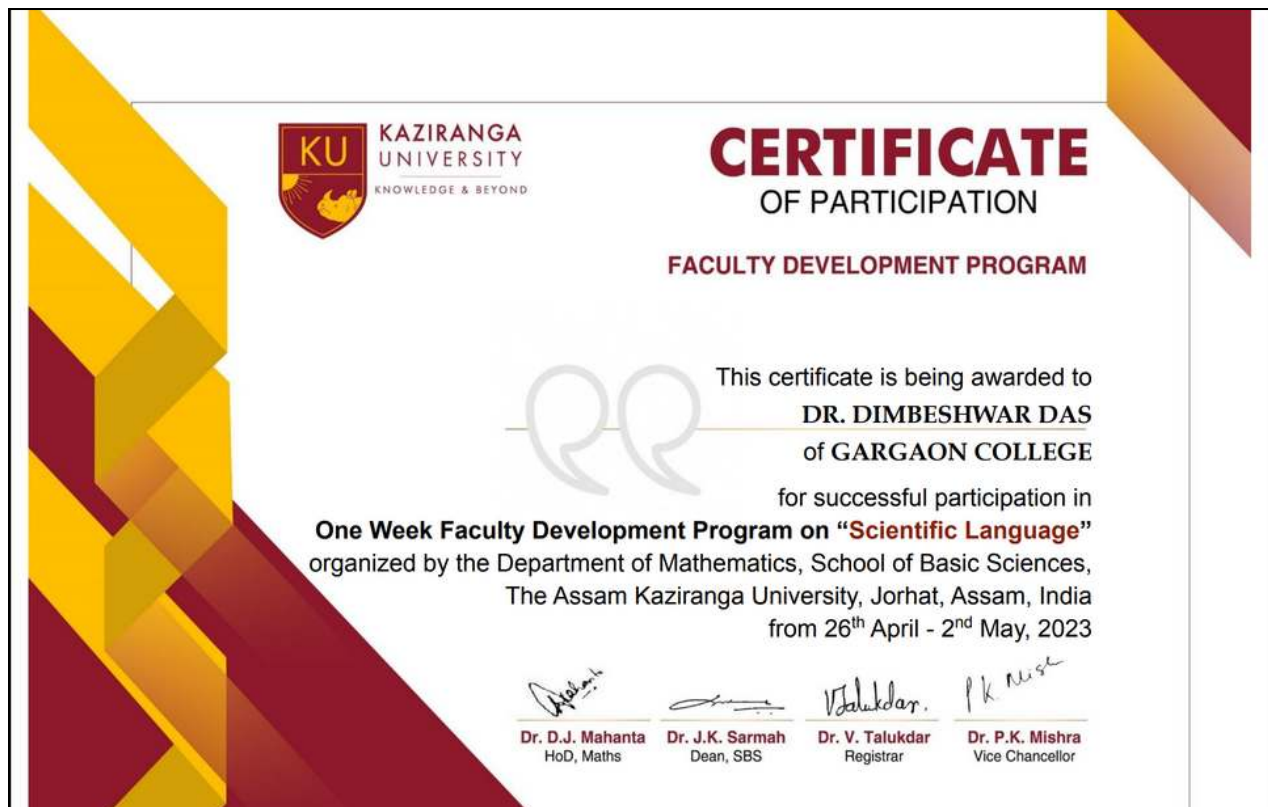 KU
KAZIRANGA
UNIVERSITY
KNOWLEDGE & BEYOND
CERTIFICATE
OF PARTICIPATION
FACULTY DEVELOPMENT PROGRAM
This certificate is being awarded to
DR. DIMBESHWAR DAS
of GARGAON COLLEGE
for successful participation in
One Week Faculty Development Program on “Scientific Language”
organized by the Department of Mathematics, School of Basic Sciences,
The Assam Kaziranga University, Jorhat, Assam, India
from 26th April - 2nd May, 2023
VTalukdar. P K Mish
Dr. D.J. Mahanta Dr. J.K. Sarmah Dr. V. Talukdar Dr. P.K. Mishra
HoD, Maths Dean, SBS Registrar Vice Chancellor